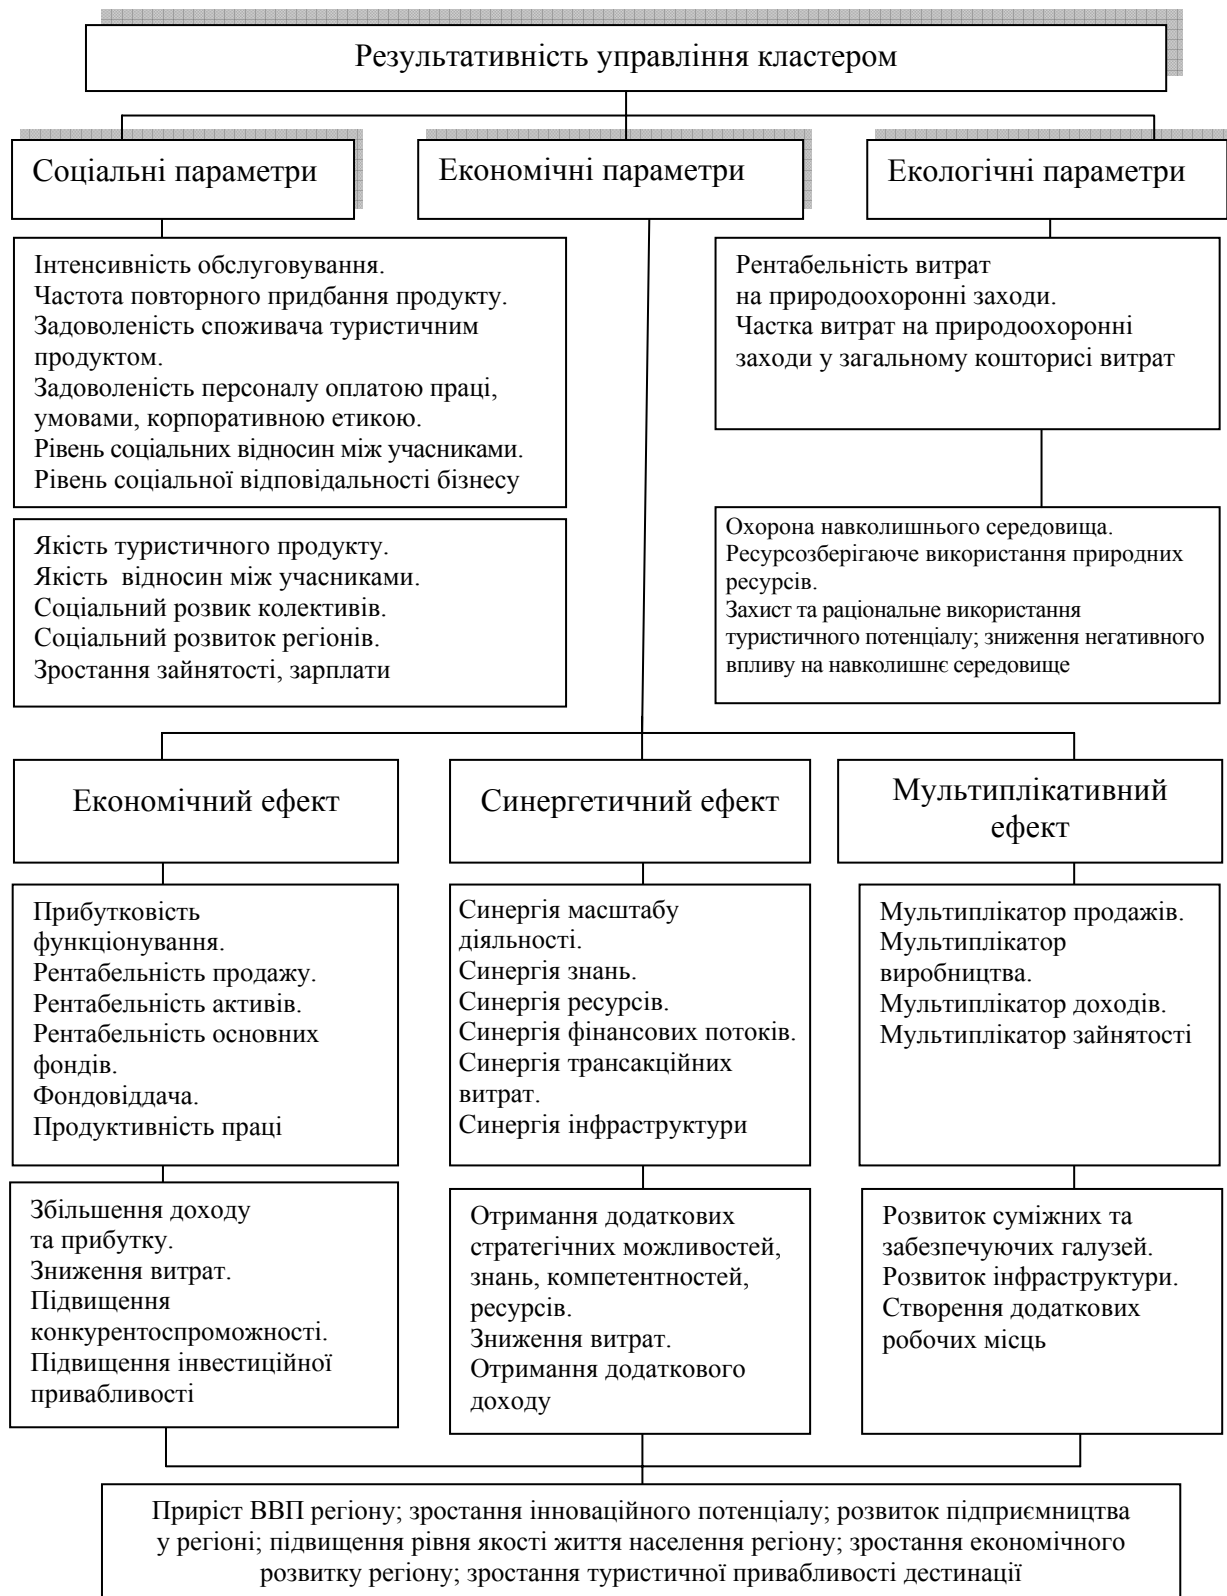 Результативність управління кластером
Соціальні параметри
Економічні параметри
Екологічні параметри
Інтенсивність обслуговування.
Частота повторного придбання продукту.
Задоволеність споживача туристичним
продуктом.
Задоволеність персоналу оплатою праці,
умовами, корпоративною етикою.
Рівень соціальних відносин між учасниками.
Рівень соціальної відповідальності бізнесу
Рентабельність витрат
на природоохоронні заходи.
Частка витрат на природоохоронні
заходи у загальному кошторисі витрат
Якість туристичного продукту.
Якість відносин між учасниками.
Соціальний розвик колективів.
Соціальний розвиток регіонів.
Зростання зайнятості, зарплати
Охорона навколишнього середовища.
Ресурсозберігаюче використання природних
ресурсів.
Захист та раціональне використання
туристичного потенціалу; зниження негативного
впливу на навколишнє середовище
Економічний ефект
Синергетичний ефект
Мультиплікативний
ефект
Прибутковість
функціонування.
Рентабельність продажу.
Рентабельність активів.
Рентабельність основних
фондів.
Фондовіддача.
Продуктивність праці
Синергія масштабу
діяльності.
Синергія знань.
Синергія ресурсів.
Синергія фінансових потоків.
Синергія трансакційних
витрат.
Синергія інфраструктури
Мультиплікатор продажів.
Мультиплікатор
виробництва.
Мультиплікатор доходів.
Мультиплікатор зайнятості
Збільшення доходу
та прибутку.
Зниження витрат.
Підвищення
конкурентоспроможності.
Підвищення інвестиційної
привабливості
Отримання додаткових
стратегічних можливостей,
знань, компетентностей,
ресурсів.
Зниження витрат.
Отримання додаткового
доходу
Розвиток суміжних та
забезпечуючих галузей.
Розвиток інфраструктури.
Створення додаткових
робочих місць
Приріст ВВП регіону; зростання інноваційного потенціалу; розвиток підприємництва
у регіоні; підвищення рівня якості життя населення регіону; зростання економічного
розвитку регіону; зростання туристичної привабливості дестинації